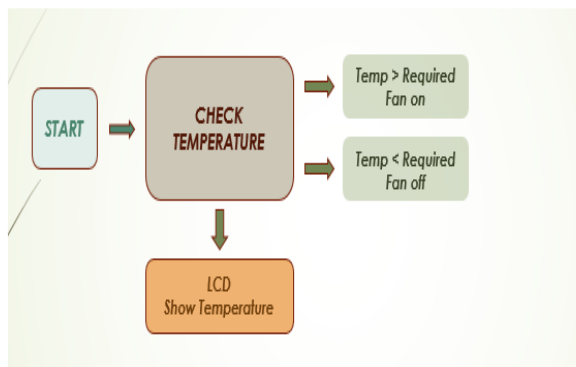 START
CHECK
TEMPERATURE
Temp > Required
Fan on
Temp < Required
Fan off
LCD
Show Temperature